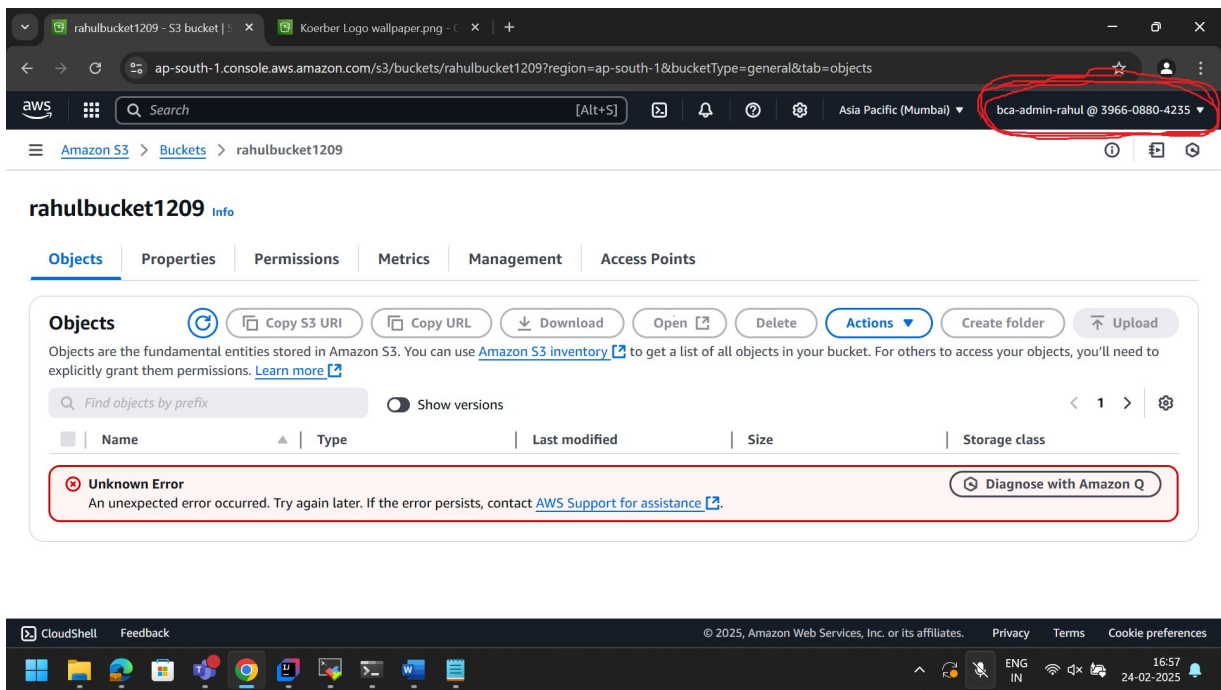 rahulbucket1209 - S3 bucket | S
Koerber Logo wallpaper.png -
ap-south-1.console.aws.amazon.com/s3/buckets/rahulbucket1209?region=ap-south-1&bucketType=general&tab=objects
aws Search [Alt+S] Asia Pacific (Mumbai) ▼ bca-admin-rahul @ 3966-0880-4235 ▼
Amazon S3 > Buckets > rahulbucket1209
rahulbucket1209 Info
Objects Properties Permissions Metrics Management Access Points
Objects Copy S3 URI Copy URL Download Open Delete Actions ▼ Create folder Upload
Objects are the fundamental entities stored in Amazon S3. You can use Amazon S3 inventory to get a list of all objects in your bucket. For others to access your objects, you'll need to
explicitly grant them permissions. Learn more
Find objects by prefix Show versions < 1 >
Name Type Last modified Size Storage class
Unknown Error Diagnose with Amazon Q
An unexpected error occurred. Try again later. If the error persists, contact AWS Support for assistance.
CloudShell Feedback © 2025, Amazon Web Services, Inc. or its affiliates. Privacy Terms Cookie preferences
ENG 16:57
IN 24-02-2025